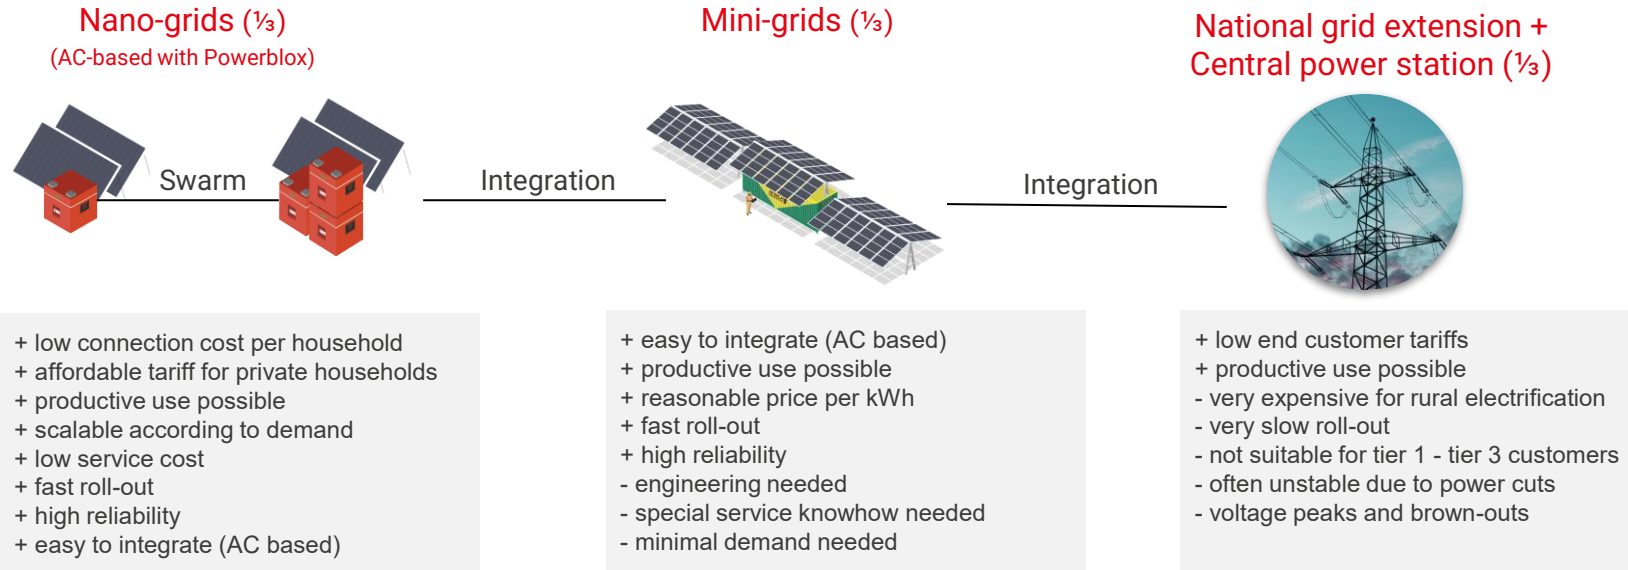 Nano-grids (⅓)
(AC-based with Powerblox)
Mini-grids (⅓)
National grid extension +
Central power station (⅓)
Swarm
Integration
Integration
+ low connection cost per household
+ affordable tariff for private households
+ productive use possible
+ scalable according to demand
+ low service cost
+ fast roll-out
+ high reliability
+ easy to integrate (AC based)
+ easy to integrate (AC based)
+ productive use possible
+ reasonable price per kWh
+ fast roll-out
+ high reliability
- engineering needed
- special service knowhow needed
- minimal demand needed
+ low end customer tariffs
+ productive use possible
- very expensive for rural electrification
- very slow roll-out
- not suitable for tier 1 - tier 3 customers
- often unstable due to power cuts
- voltage peaks and brown-outs